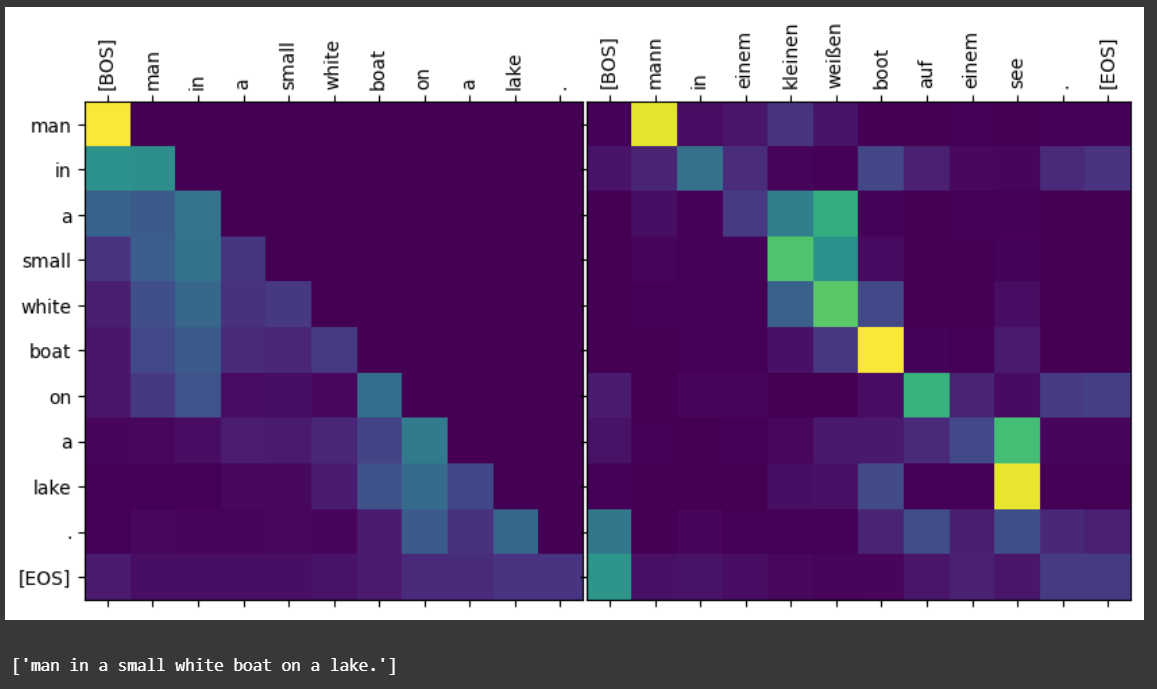 [BOS] man in a small white boat on a lake . [BOS] mann in einem kleinen weißen boot auf einem see . [EOS]
man
in
a
small
white
boat
on
a
lake
.
[EOS]
['man in a small white boat on a lake.']